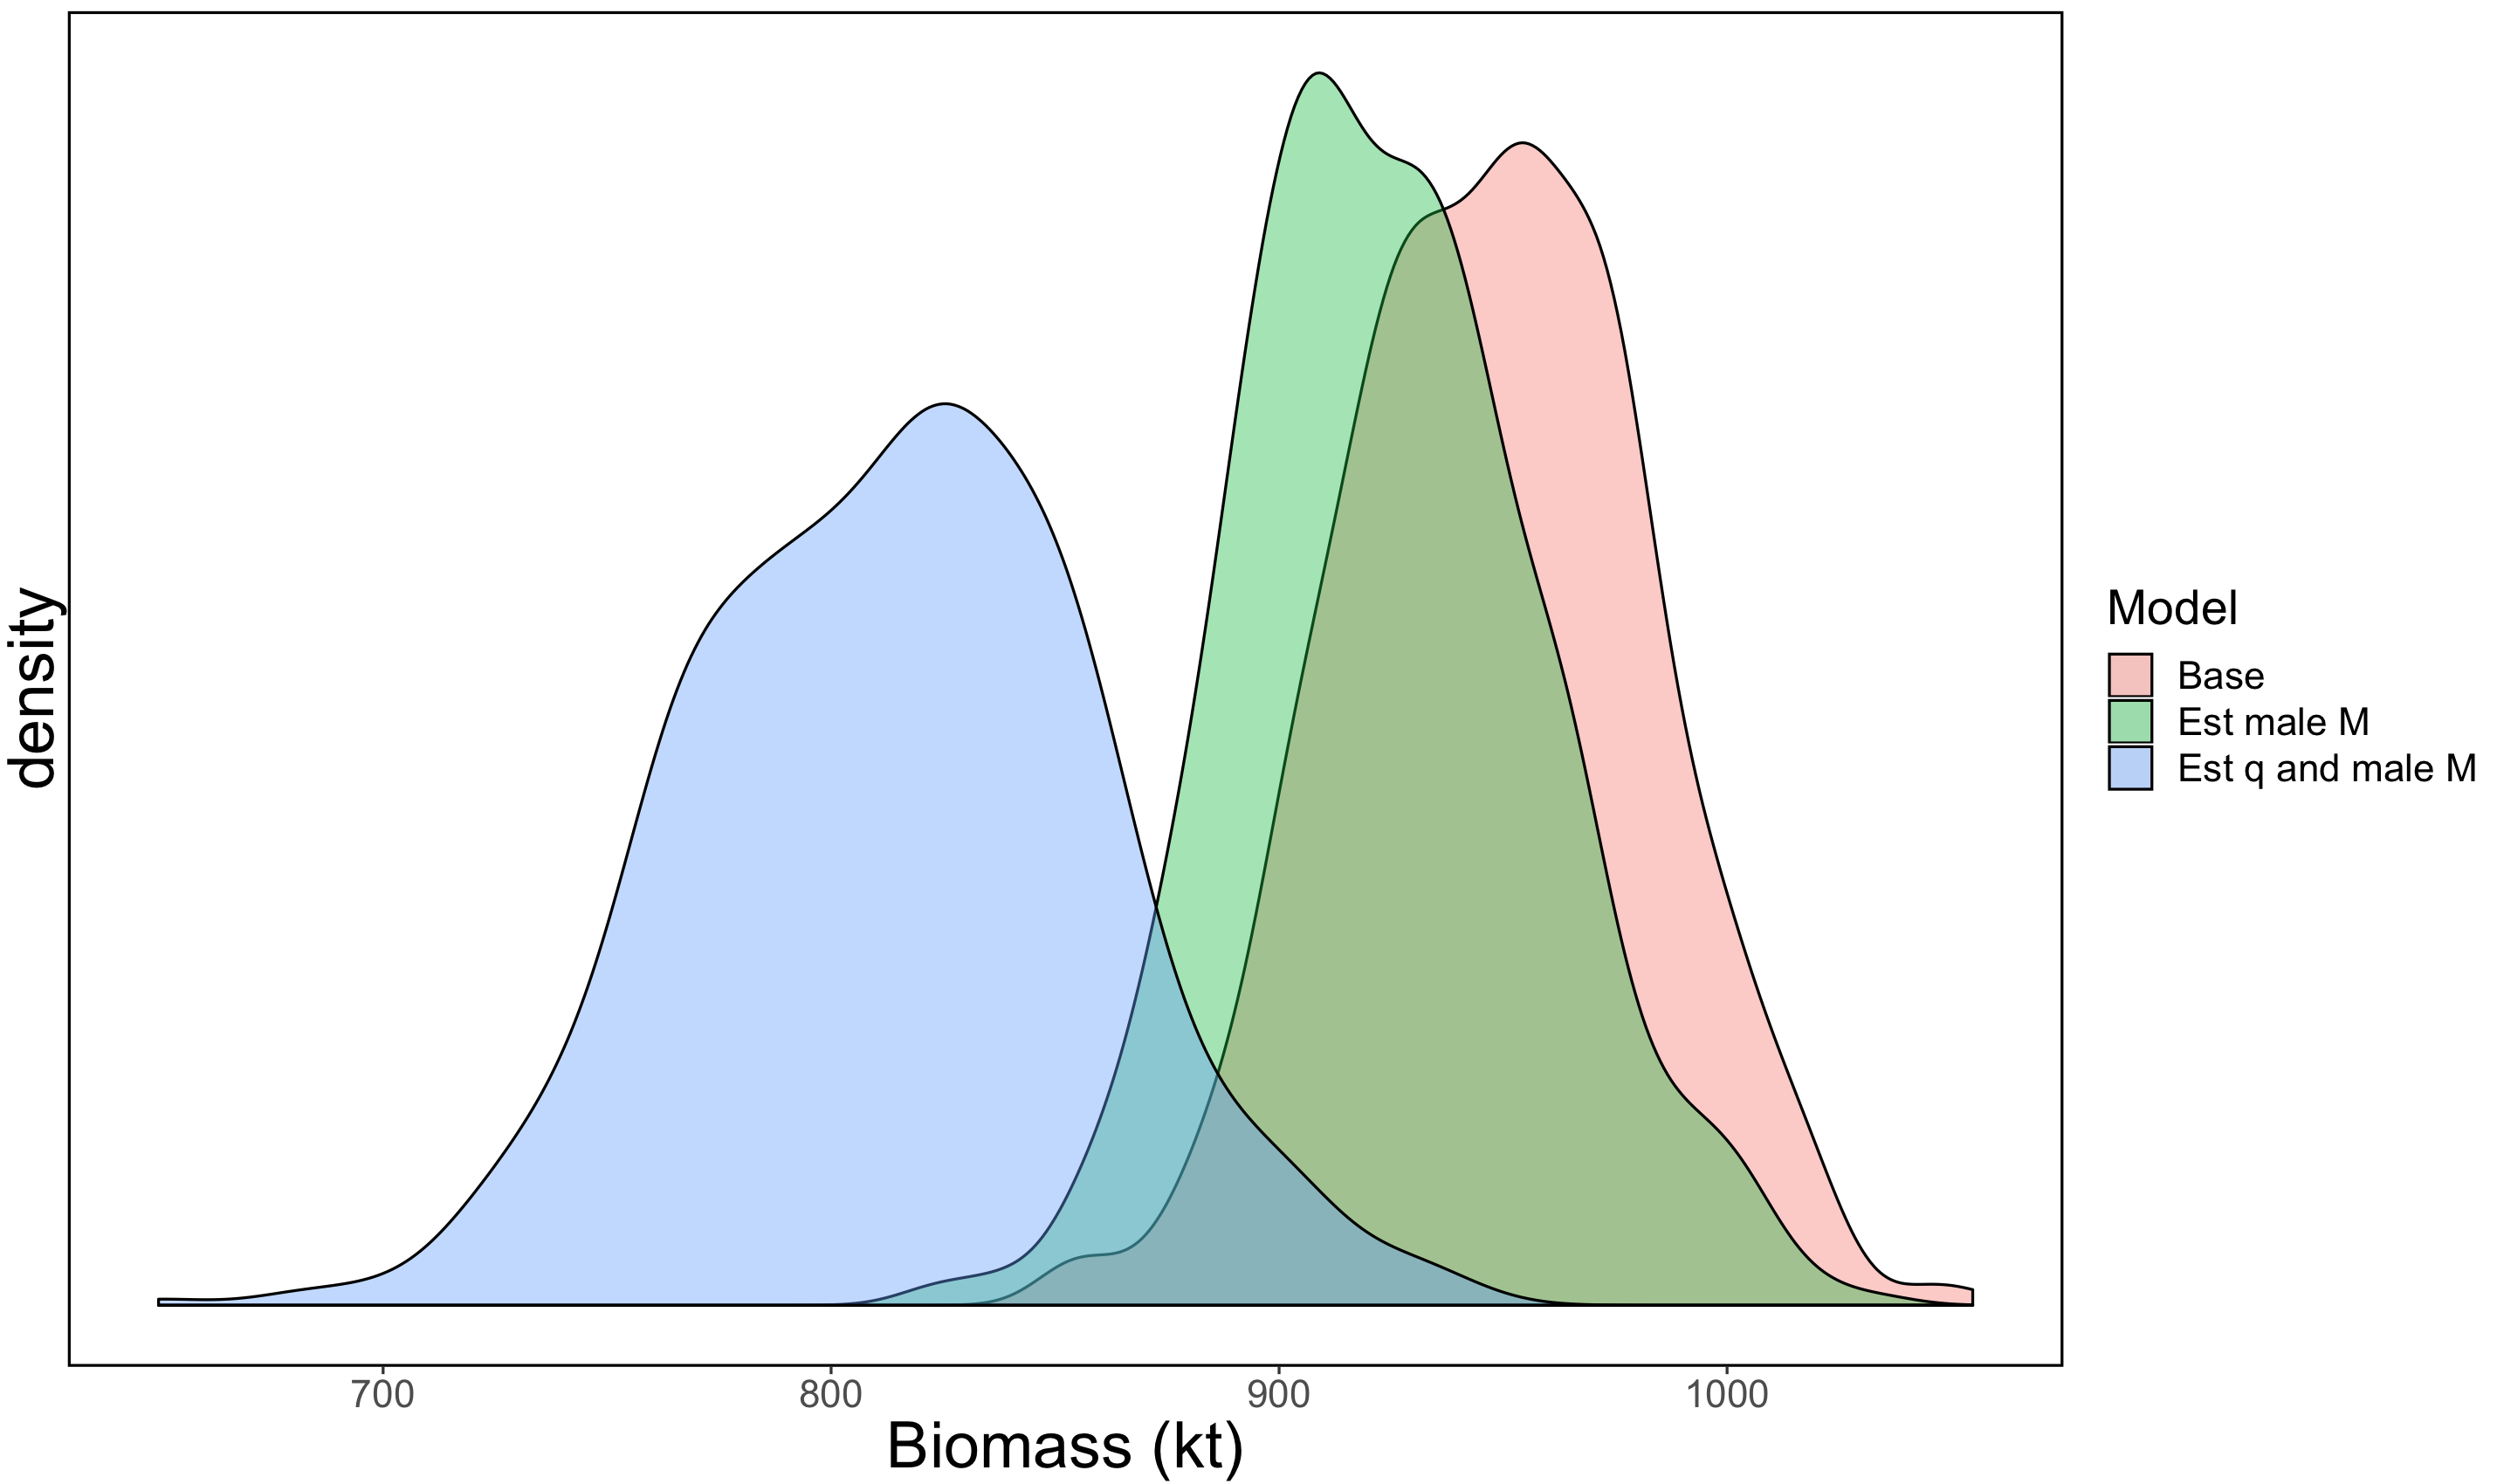 density
700 800 900 1000
Biomass (kt)
Model
Base
Est male M
Est q and male M